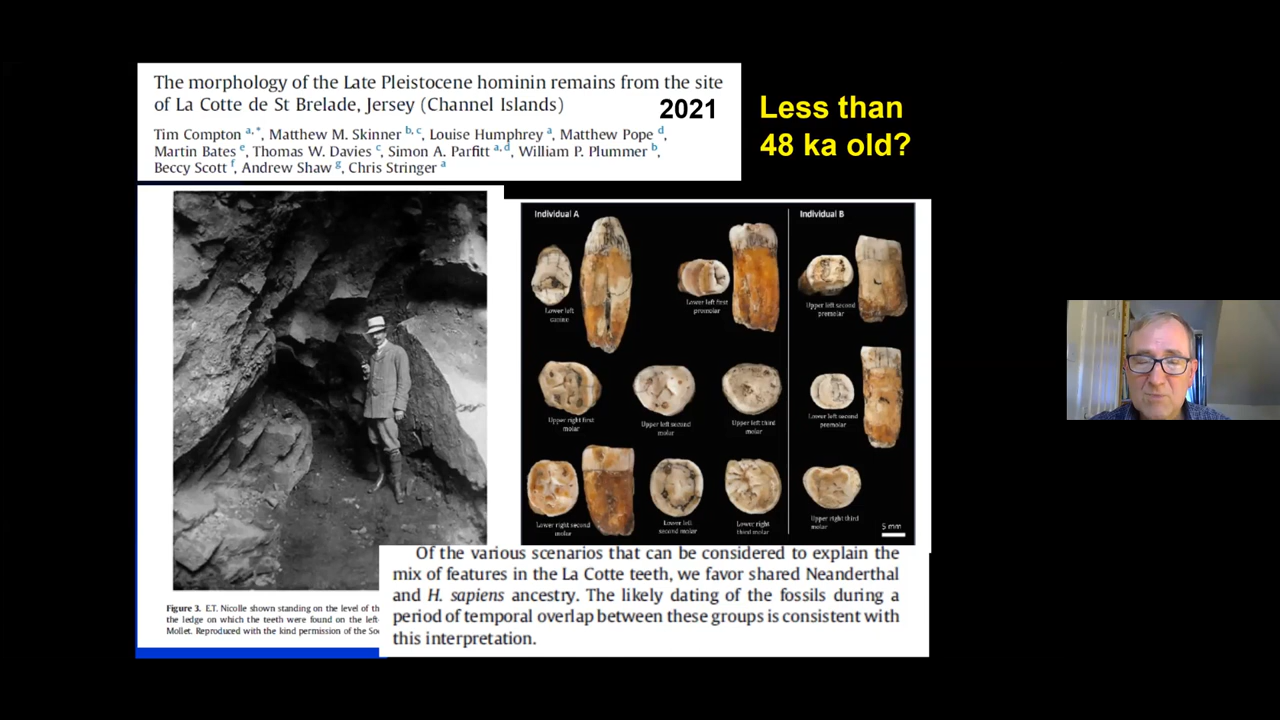 The morphology of the Late Pleistocene hominin remains from the site
of La Cotte de St Brelade, Jersey (Channel Islands)
2021
Tim Compton a,*, Matthew M. Skinner b,c, Louise Humphrey a, Matthew Pope d,
Martin Bates e, Thomas W. Davies c, Simon A. Parfitt a,d, William P. Plummer b,
Beccy Scott f, Andrew Shaw g, Chris Stringer a
Less than
48 ka old?
Individual A
Individual B
Lower left
canine
Lower left first
premolar
Upper left second
premolar
Upper right first
molar
Upper left second
molar
Upper left third
molar
Lower left second
premolar
Lower right second
molar
Lower left
second molar
Lower right
third molar
Upper right third
molar
5 mm
Figure 3. E.T. Nicolle shown standing on the level of th
the ledge on which the teeth were found on the left
Mollet. Reproduced with the kind permission of the So
Of the various scenarios that can be considered to explain the
mix of features in the La Cotte teeth, we favor shared Neanderthal
and H. sapiens ancestry. The likely dating of the fossils during a
period of temporal overlap between these groups is consistent with
this interpretation.